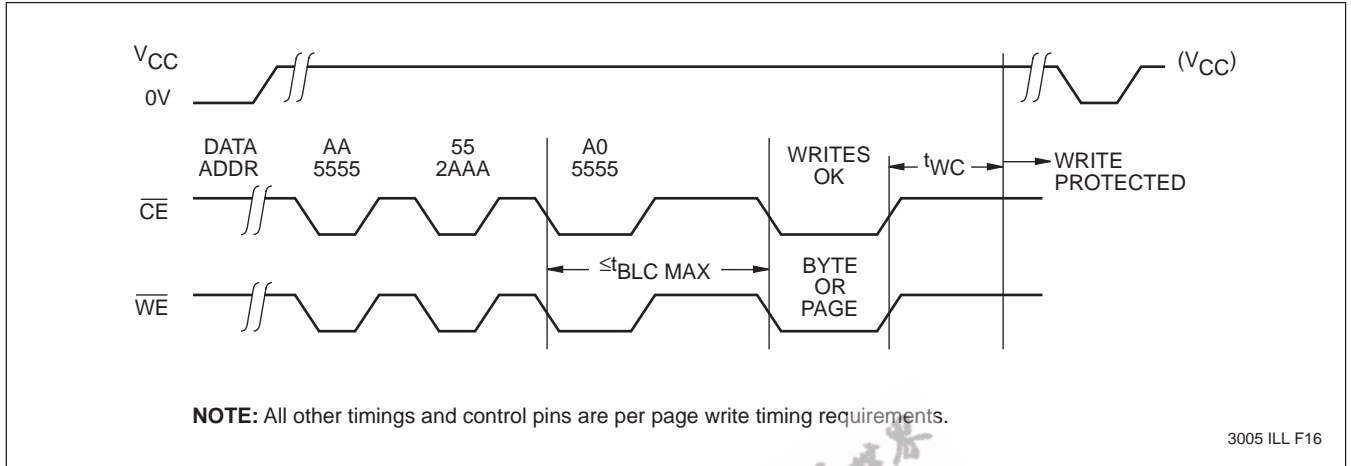 VCC
0V
(VCC)
DATA
ADDR
AA
5555
55
2AAA
A0
5555
WRITES
OK
tWC
WRITE
PROTECTED
CE
≤tBLC MAX
BYTE
OR
PAGE
WE
NOTE: All other timings and control pins are per page write timing requirements.
3005 ILL F16